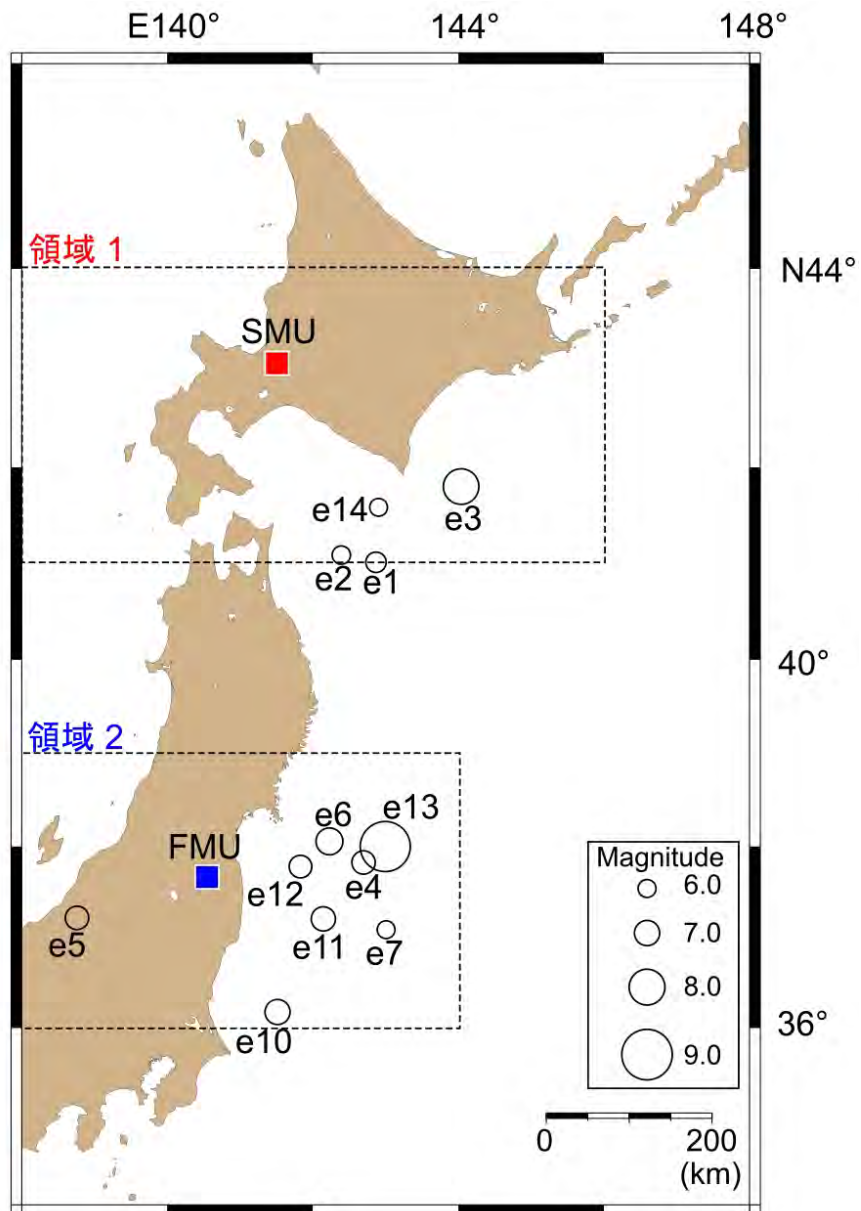 E140° 144° 148°
領域 1
N44°
SMU
e14
e3
e2 e1
40°
領域 2
e13
e6
FMU
e12 e4
e5 e11 e7
e10
36°
Magnitude
6.0
7.0
8.0
9.0
0 200
(km)